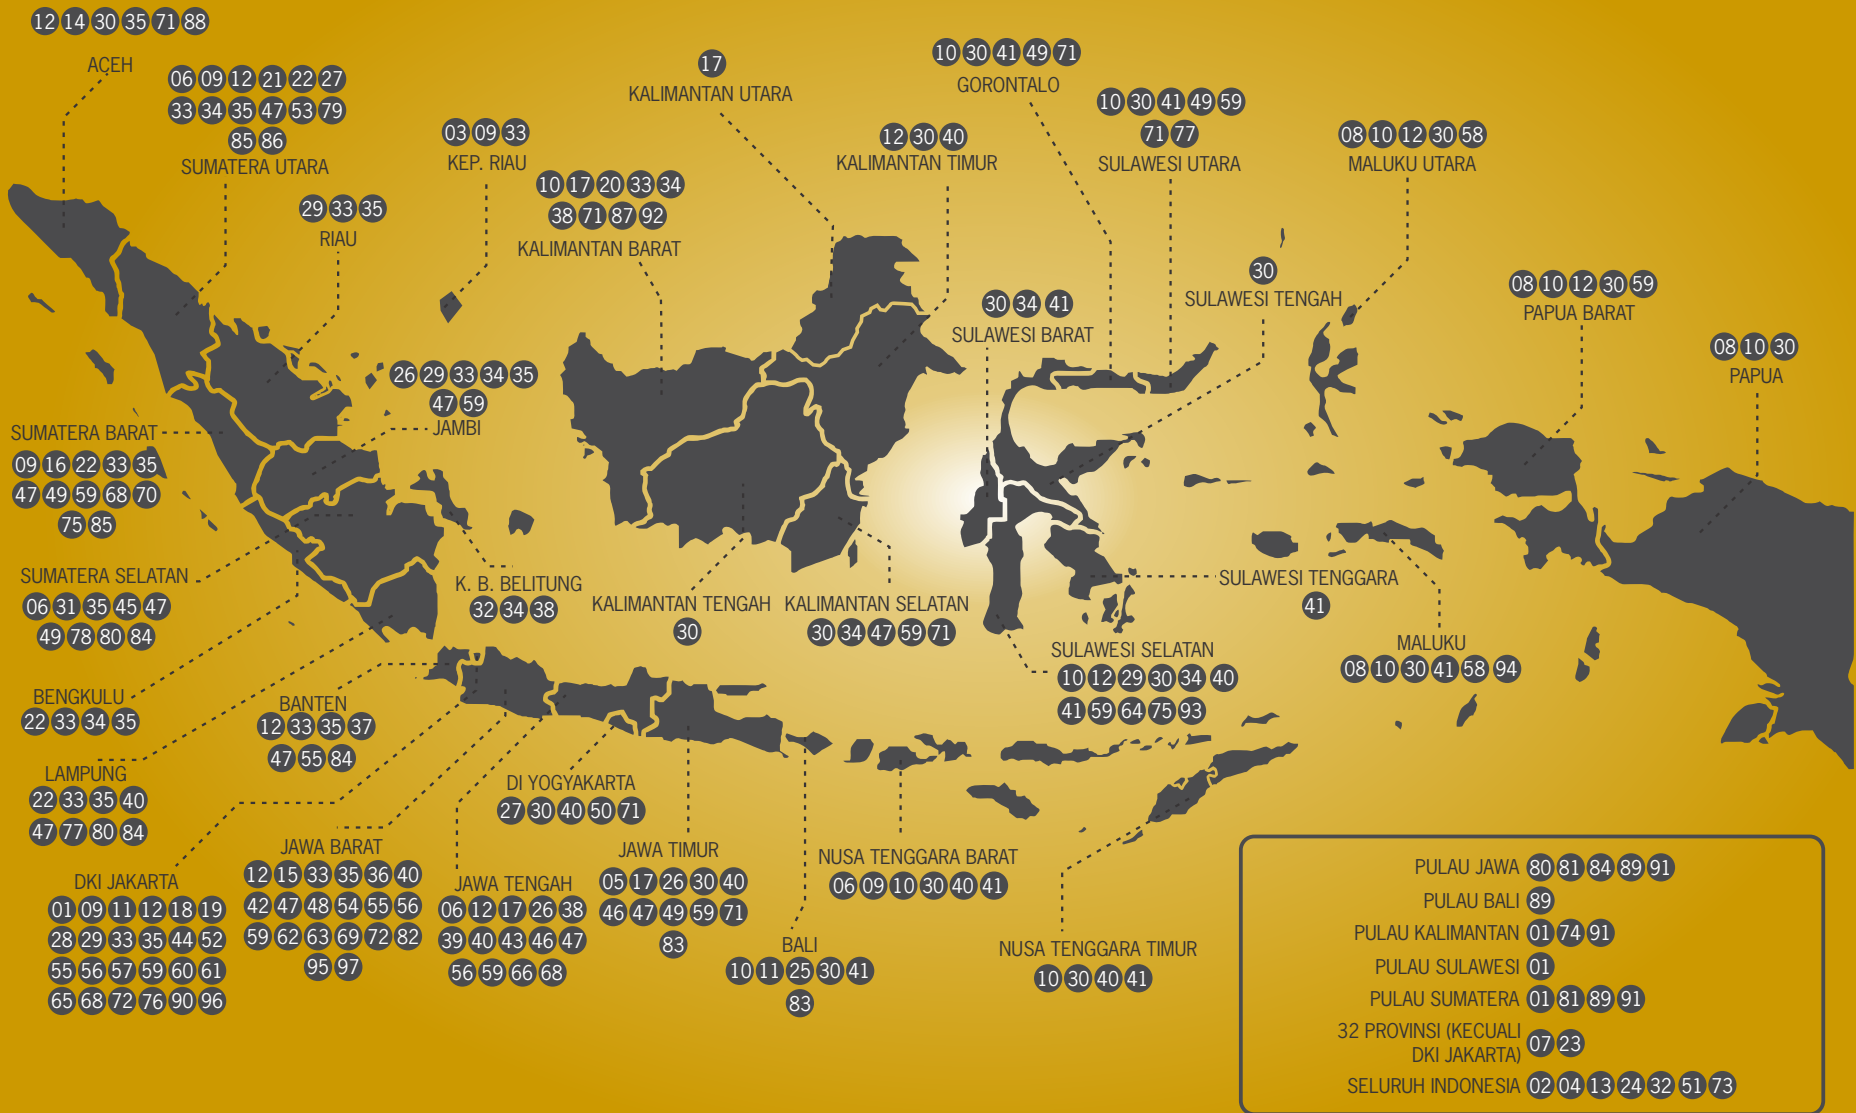 12 14 30 35 71 88
ACEH
06 09 12 21 22 27
33 34 35 47 53 79
85 86
SUMATERA UTARA
29 33 35
RIAU
03 09 33
KEP. RIAU
10 17 20 33 34
38 71 87 92
KALIMANTAN BARAT
17
KALIMANTAN UTARA
12 30 40
KALIMANTAN TIMUR
10 30 41 49 71
GORONTALO
10 30 41 49 59
71 77
SULAWESI UTARA
08 10 12 30 58
MALUKU UTARA
30
SULAWESI TENGAH
30 34 41
SULAWESI BARAT
08 10 12 30 59
PAPUA BARAT
08 10 30
PAPUA
26 29 33 34 35
47 59
JAMBI
SUMATERA BARAT
09 16 22 33 35
47 49 59 68 70
75 85
SUMATERA SELATAN
06 31 35 45 47
49 78 80 84
K. B. BELITUNG
32 34 38
KALIMANTAN TENGAH
30
KALIMANTAN SELATAN
30 34 47 59 71
SULAWESI TENGGARA
41
SULAWESI SELATAN
10 12 29 30 34 40
41 59 64 75 93
MALUKU
08 10 30 41 58 94
BENGKULU
22 33 34 35
BANTEN
12 33 35 37
47 55 84
LAMPUNG
22 33 35 40
47 77 80 84
DKI JAKARTA
01 09 11 12 18 19
28 29 33 35 44 52
55 56 57 59 60 61
65 68 72 76 90 96
JAWA BARAT
12 15 33 35 36 40
42 47 48 54 55 56
59 62 63 69 72 82
95 97
DI YOGYAKARTA
27 30 40 50 71
JAWA TENGAH
06 12 17 26 38
39 40 43 46 47
56 59 66 68
JAWA TIMUR
05 17 26 30 40
46 47 49 59 71
83
BALI
10 11 25 30 41
83
NUSA TENGGARA BARAT
06 09 10 30 40 41
NUSA TENGGARA TIMUR
10 30 40 41
PULAU JAWA 80 81 84 89 91
PULAU BALI 89
PULAU KALIMANTAN 01 74 91
PULAU SULAWESI 01
PULAU SUMATERA 01 81 89 91
32 PROVINSI (KECUALI
DKI JAKARTA) 07 23
SELURUH INDONESIA 02 04 13 24 32 51 73